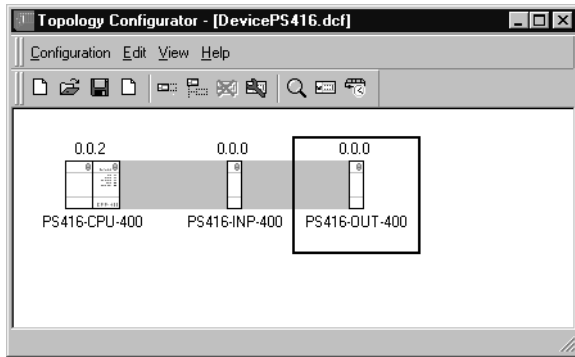 Topology Configurator - [DevicePS416.dcf]
Configuration Edit View Help
0.0.2 0.0.0 0.0.0
PS416-CPU-400 PS416-INP-400 PS416-OUT-400